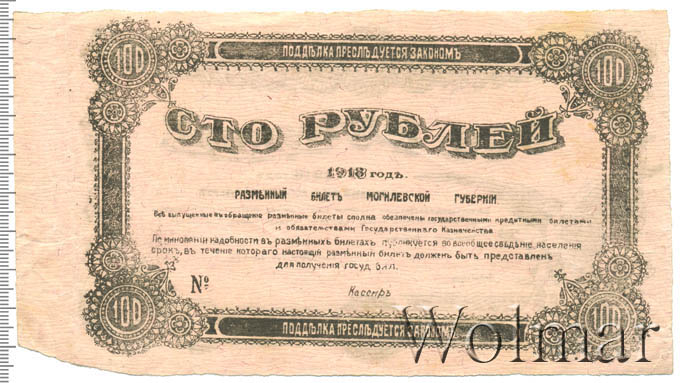 100 ПОДДѢЛКА ПРЕСЛѢДУЕТСЯ ЗАКОНОМЪ 100
СТО РУБЛЕЙ
1918 ГОДЪ.
РАЗМѢННЫЙ БИЛЕТЪ МОГИЛЕВСКОЙ ГУБЕРНІИ
Всѣ выпущенные въ обращеніе размѣнные билеты сполна обезпечены государственными кредитными билетами
и обязательствами Государственнаго Казначейства
По минованіи надобности въ размѣнныхъ билетахъ публикуется во всеобщее свѣдѣніе населенія
срокъ, въ теченіе котораго настоящій размѣнный билетъ долженъ быть представленъ
для полученія госуд. бил.
№
Кассиръ
100 ПОДДѢЛКА ПРЕСЛѢДУЕТСЯ ЗАКОНОМЪ 100
Wolmar